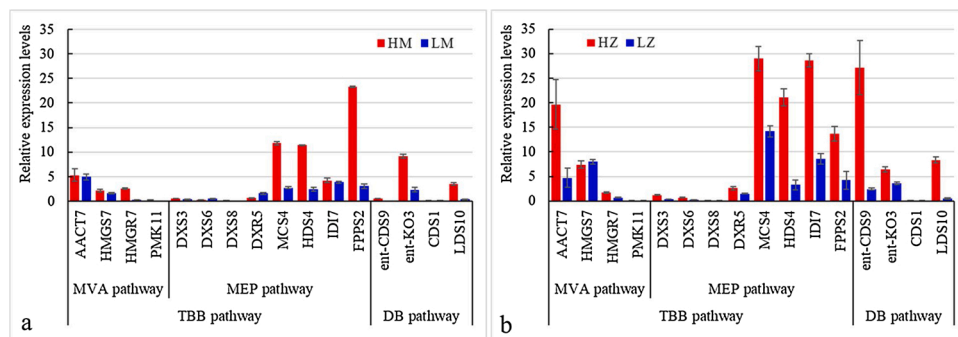 Relative expression levels
35
30
25
20
15
10
5
0
HM LM
AACT7
HMGS7
HMGR7
PMK11
DXS3
DXS6
DXS8
DXR5
MCS4
HDS4
IDI7
FPPS2
ent-CDS9
ent-KO3
CDS1
LDS10
MVA pathway MEP pathway
TBB pathway DB pathway
a
Relative expression levels
35
30
25
20
15
10
5
0
HZ LZ
AACT7
HMGS7
HMGR7
PMK11
DXS3
DXS6
DXS8
DXR5
MCS4
HDS4
IDI7
FPPS2
ent-CDS9
ent-KO3
CDS1
LDS10
MVA pathway MEP pathway
TBB pathway DB pathway
b